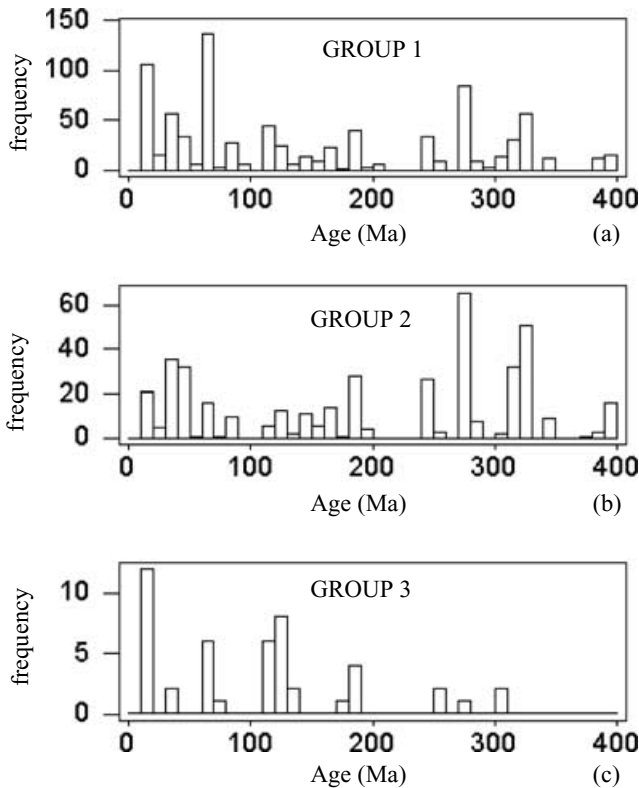 150
GROUP 1
100
50
0
frequency
100 200 300 400
Age (Ma) (a)
60
GROUP 2
40
20
0
frequency
0 100 200 300 400
Age (Ma) (b)
GROUP 3
10
5
0
frequency
0 100 200 300 400
Age (Ma) (c)